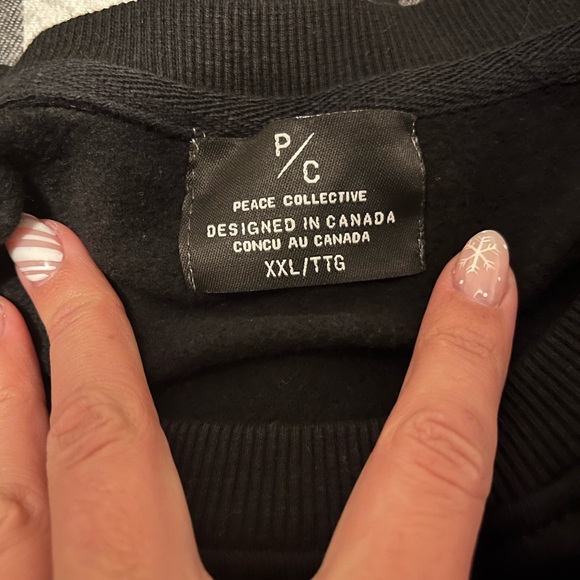 P/C
PEACE COLLECTIVE
DESIGNED IN CANADA
CONCU AU CANADA
XXL/TTG